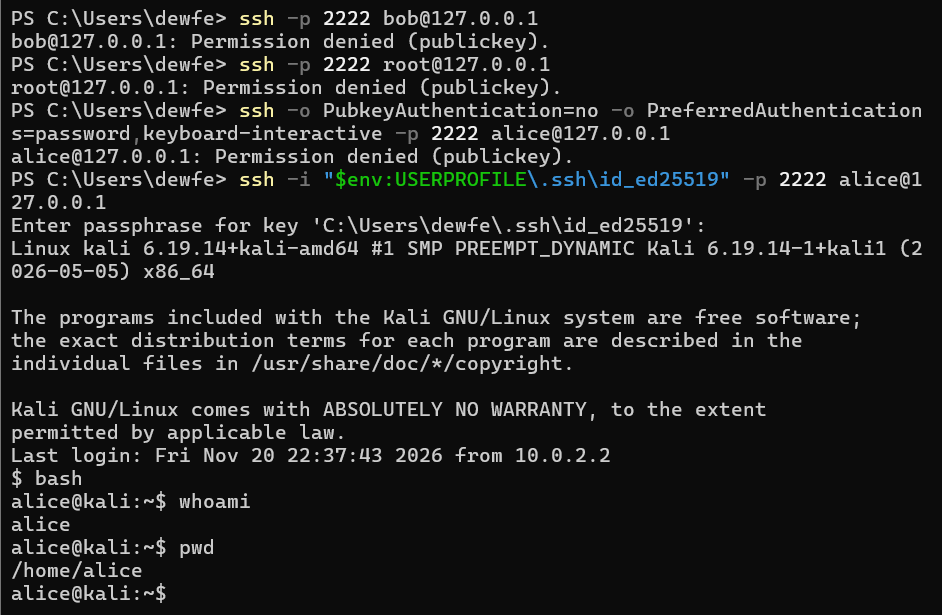 PS C:\Users\dewfe> ssh -p 2222 bob@127.0.0.1
bob@127.0.0.1: Permission denied (publickey).
PS C:\Users\dewfe> ssh -p 2222 root@127.0.0.1
root@127.0.0.1: Permission denied (publickey).
PS C:\Users\dewfe> ssh -o PubkeyAuthentication=no -o PreferredAuthentication
s=password,keyboard-interactive -p 2222 alice@127.0.0.1
alice@127.0.0.1: Permission denied (publickey).
PS C:\Users\dewfe> ssh -i "$env:USERPROFILE\.ssh\id_ed25519" -p 2222 alice@1
27.0.0.1
Enter passphrase for key 'C:\Users\dewfe\.ssh\id_ed25519':
Linux kali 6.19.14+kali-amd64 #1 SMP PREEMPT_DYNAMIC Kali 6.19.14-1+kali1 (2
026-05-05) x86_64

The programs included with the Kali GNU/Linux system are free software;
the exact distribution terms for each program are described in the
individual files in /usr/share/doc/*/copyright.

Kali GNU/Linux comes with ABSOLUTELY NO WARRANTY, to the extent
permitted by applicable law.
Last login: Fri Nov 20 22:37:43 2026 from 10.0.2.2
$ bash
alice@kali:~$ whoami
alice
alice@kali:~$ pwd
/home/alice
alice@kali:~$